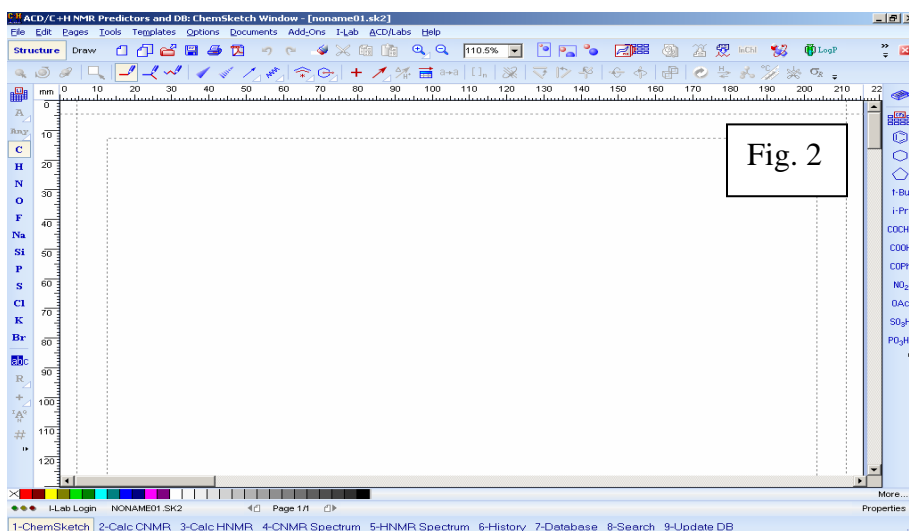 ACD/C+H NMR Predictors and DB: ChemSketch Window - [noname01.sk2]
File Edit Pages Tools Templates Options Documents Add-Ons I-Lab ACD/Labs Help
Structure Draw 110.5% InChI LogP
mm 0 10 20 30 40 50 60 70 80 90 100 110 120 130 140 150 160 170 180 190 200 210 22
0
A
Any 10
C
H 20
N
O 30
F 40
Na
Si 50
P
S 60
Cl 70
K
Br 80
abc
R 90
100
#
110
120
Fig. 2
t-Bu
i-Pr
COCH
COOH
COPh
NO2
OAc
SO3H
PO3H
More...
I-Lab Login NONAME01.SK2 Page 1/1 Properties
1-ChemSketch 2-Calc CNMR 3-Calc HNMR 4-CNMR Spectrum 5-HNMR Spectrum 6-History 7-Database 8-Search 9-Update DB